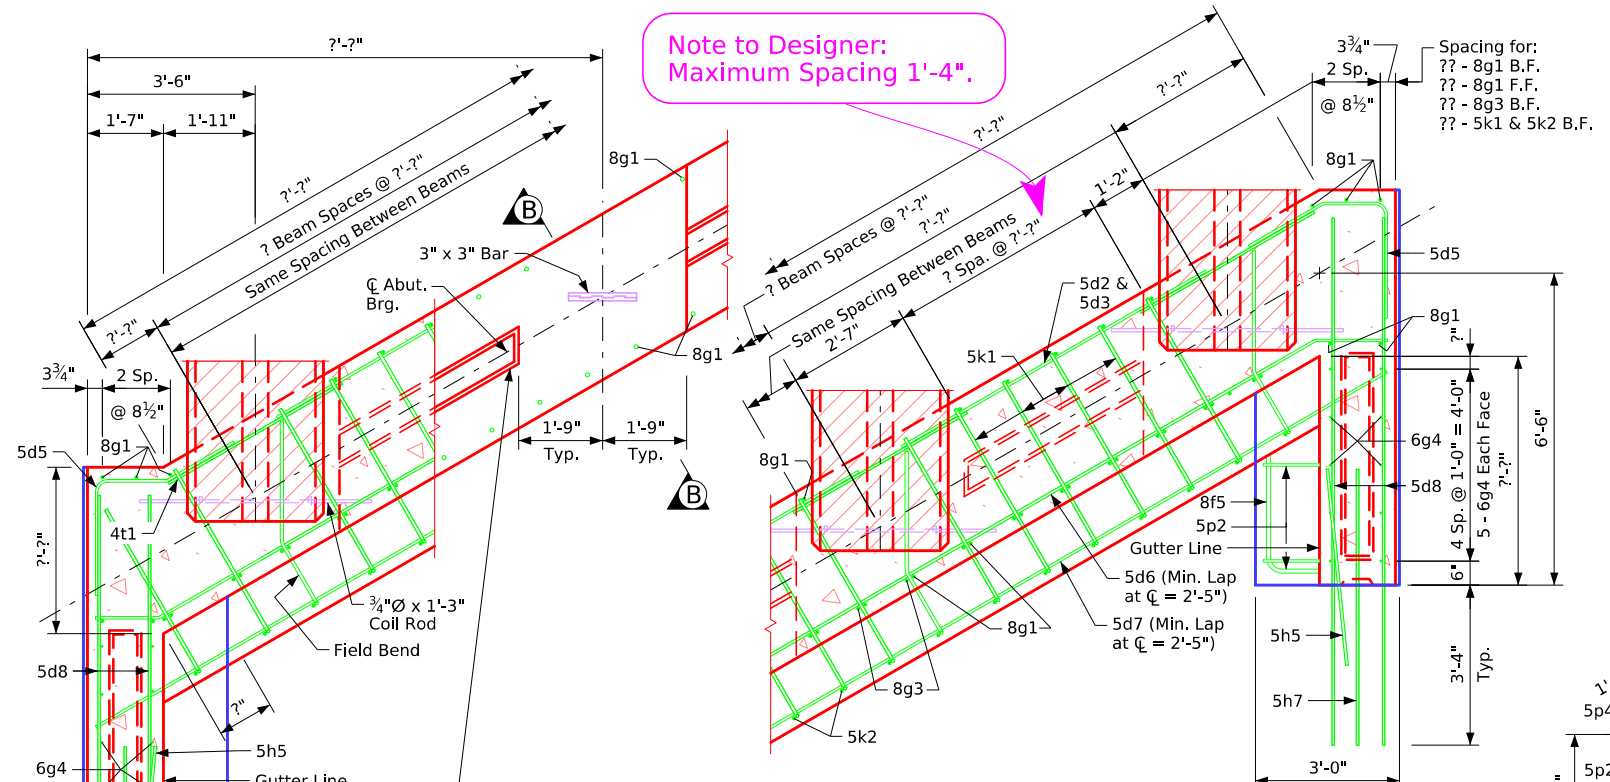 ?'-?"
3'-6"
1'-7"
1'-11"
?'-?"
? Beam Spaces @ ?'-?"
Same Spacing Between Beams
?'-?"
3¾"
2 Sp.
@ 8½"
8g1
5d5
4t1
?'-?"
5d8
6g4
5h5
Gutter Line
?"
Field Bend
¾"Ø x 1'-3"
Coil Rod
3" x 3" Bar
℄ Abut.
Brg.
B
8g1
8g1
1'-9"
Typ.
1'-9"
Typ.
B
Note to Designer:
Maximum Spacing 1'-4".
?'-?"
?'-?"
? Beam Spaces @ ?'-?"
?'-?"
1'-2"
Same Spacing Between Beams
? Spa. @ ?'-?"
2'-7"
5d2 &
5d3
5k1
8g1
3¾"
2 Sp.
@ 8½"
Spacing for:
?? - 8g1 B.F.
?? - 8g1 F.F.
?? - 8g3 B.F.
?? - 5k1 & 5k2 B.F.
8g1
5d5
8g1
?"
6g4
5d8
4 Sp. @ 1'-0" = 4'-0"
5 - 6g4 Each Face
?'-?"
6'-6"
6"
8f5
5p2
Gutter Line
5d6 (Min. Lap
at ℄ = 2'-5")
5d7 (Min. Lap
at ℄ = 2'-5")
8g1
8g3
5k2
5h5
5h7
3'-4"
Typ.
3'-0"
1'
5p4
5p2
"